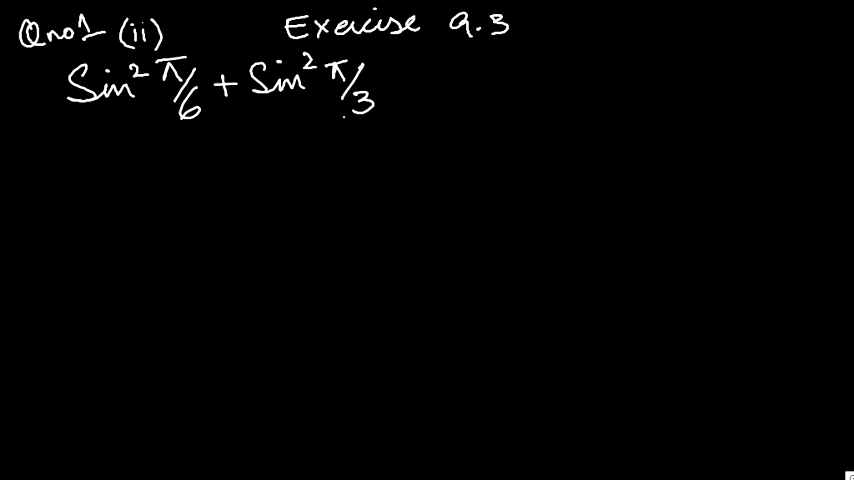 Qno1 (ii) Exercise 9.3
Sin² π/6 + Sin² π/3